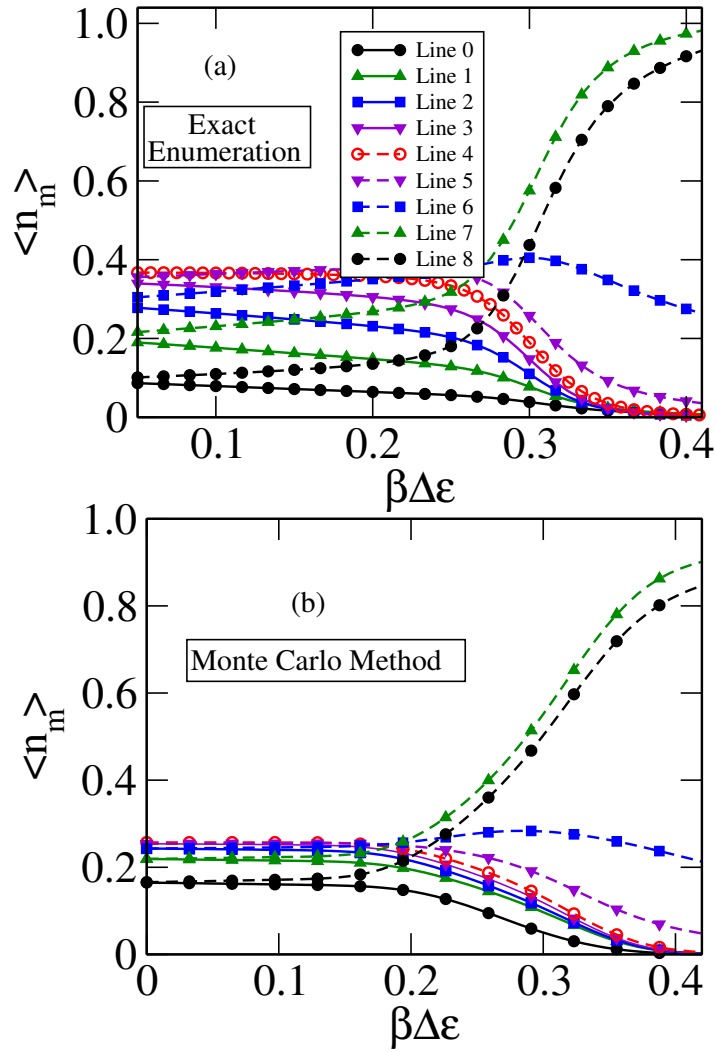 1.0
(a)
Exact
Enumeration
Line 0
Line 1
Line 2
Line 3
Line 4
Line 5
Line 6
Line 7
Line 8
0.8
0.6
0.4
0.2
0
<n_m>
0.1
0.2
0.3
0.4
βΔε
1.0
(b)
Monte Carlo Method
0.8
0.6
0.4
0.2
0
<n_m>
0
0.1
0.2
0.3
0.4
βΔε